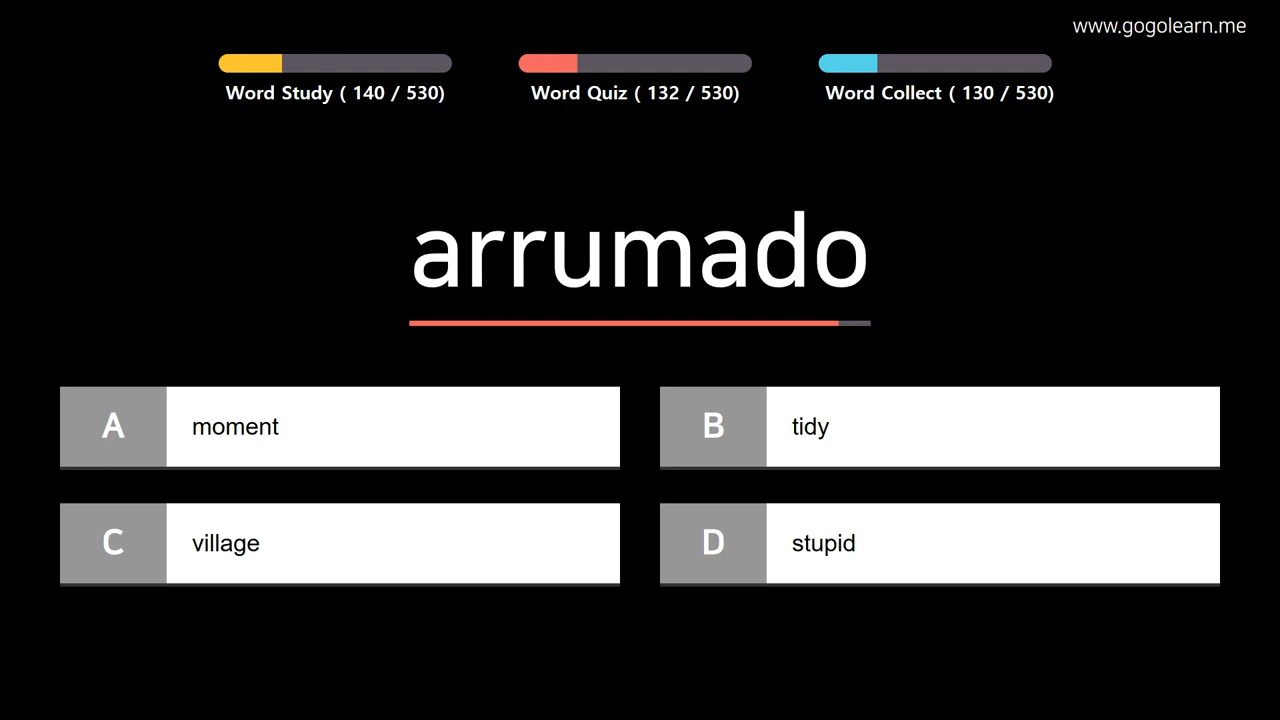 www.gogolearn.me
Word Study ( 140 / 530)
Word Quiz ( 132 / 530)
Word Collect ( 130 / 530)
arrumado
A moment
B tidy
C village
D stupid